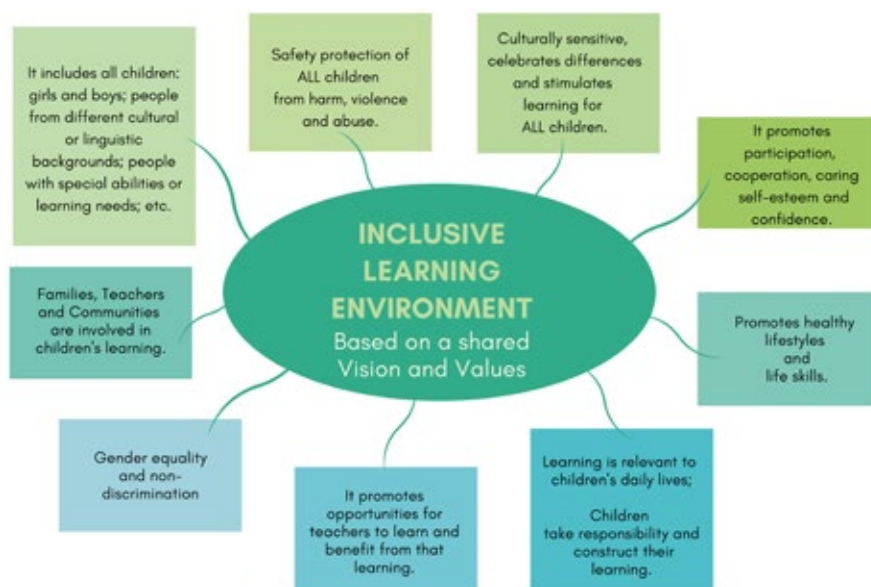 It includes all children:
girls and boys; people
from different cultural
or linguistic
backgrounds; people
with special abilities or
learning needs; etc.
Safety protection of
ALL children
from harm, violence
and abuse.
Culturally sensitive,
celebrates differences
and stimulates
learning for
ALL children.
It promotes
participation,
cooperation, caring
self-esteem and
confidence.
INCLUSIVE
LEARNING
ENVIRONMENT
Based on a shared
Vision and Values
Families, Teachers
and Communities
are involved in
children's learning.
Promotes healthy
lifestyles
and
life skills.
Gender equality
and non-
discrimination
It promotes
opportunities for
teachers to learn and
benefit from that
learning.
Learning is relevant to
children's daily lives;
Children
take responsibility and
construct their
learning.